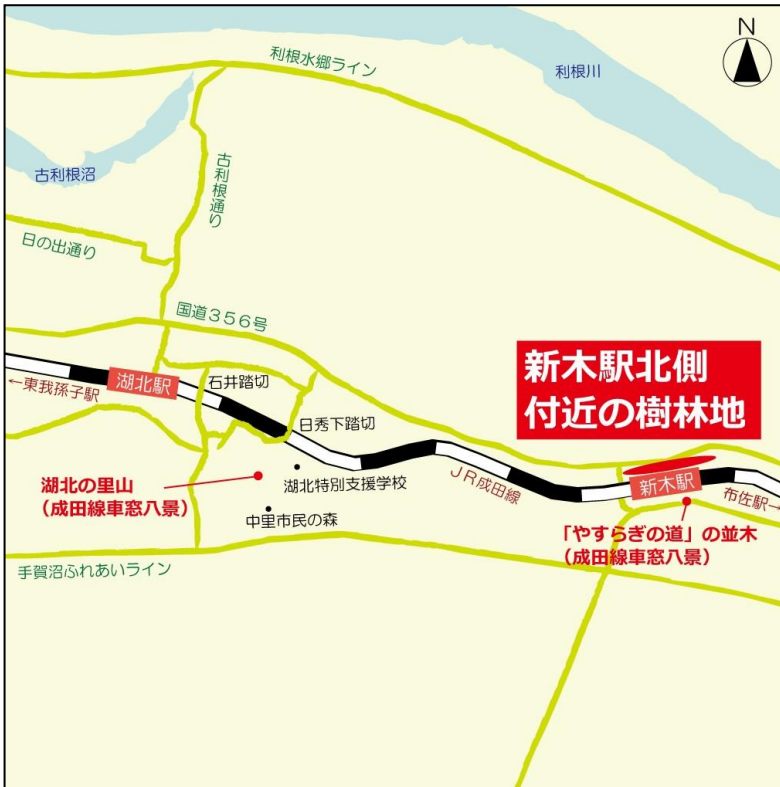 N
利根水郷ライン
利根川
古利根沼
古利根通り
日の出通り
国道356号
新木駅北側
付近の樹林地
←東我孫子駅
湖北駅
石井踏切
日秀下踏切
湖北の里山
（成田線車窓八景）
湖北特別支援学校
中里市民の森
JR成田線
新木駅
布佐駅→
「やすらぎの道」の並木
（成田線車窓八景）
手賀沼ふれあいライン